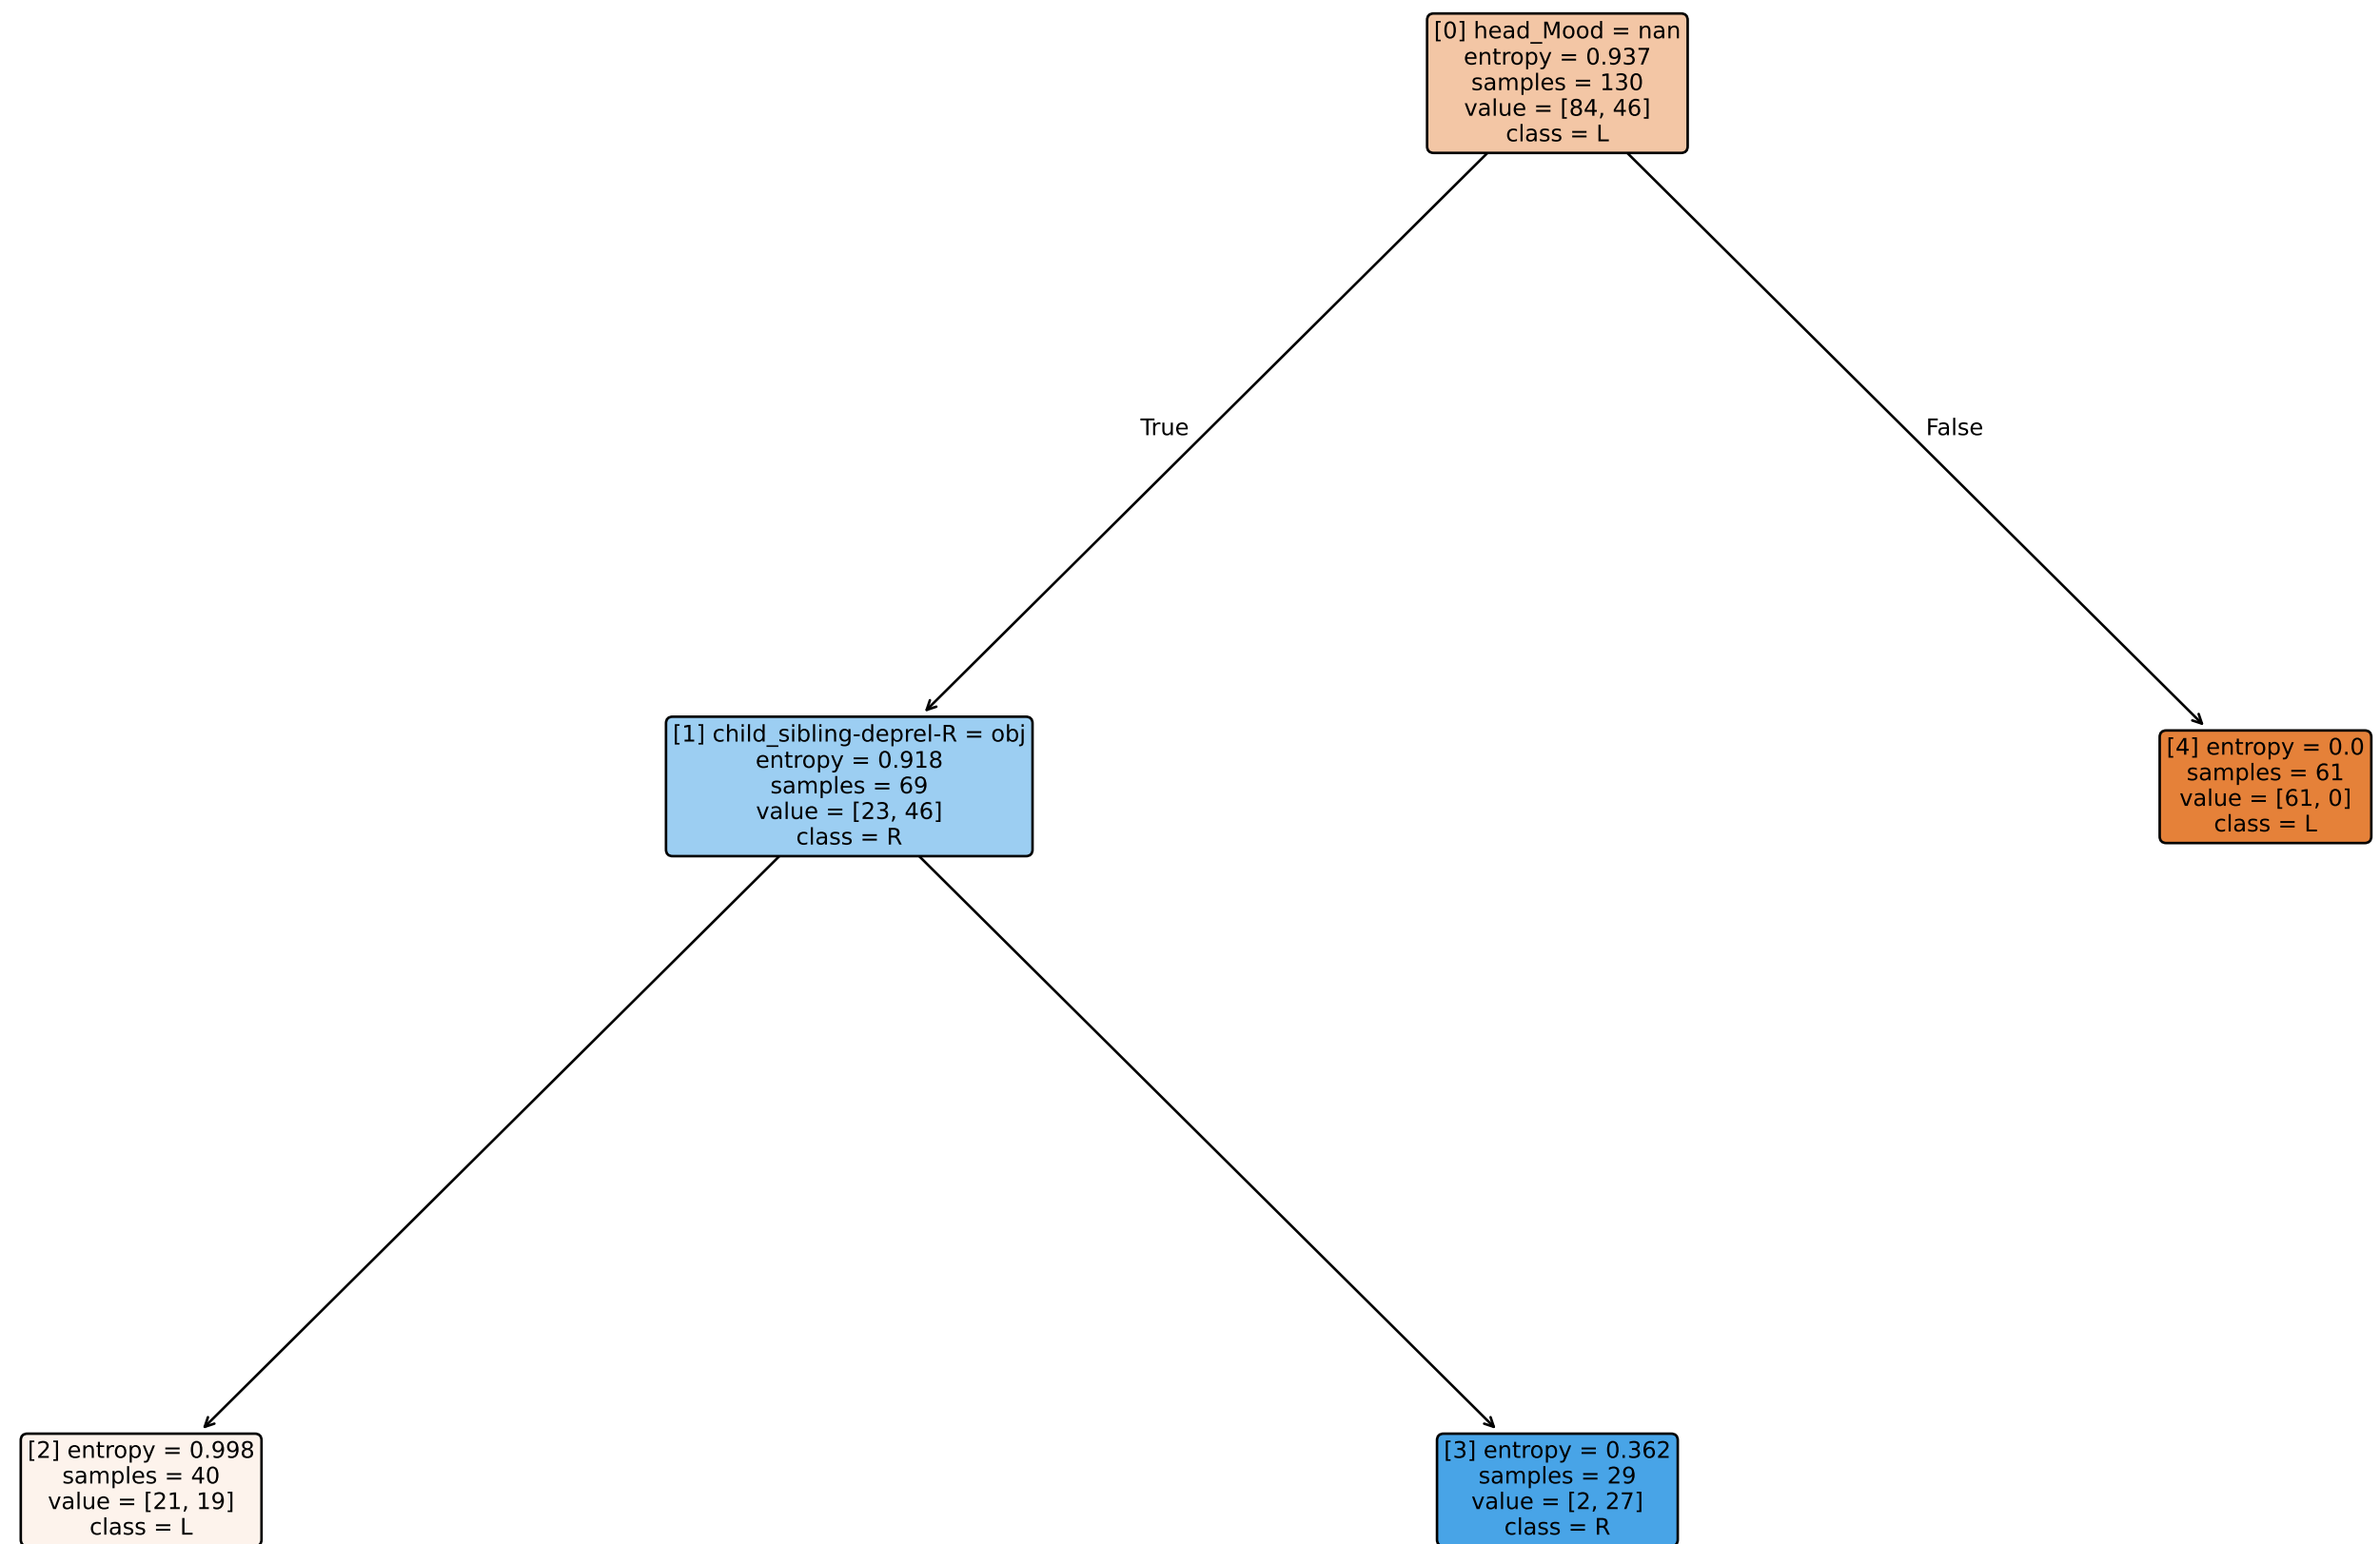 [0] head_Mood = nan
entropy = 0.937
samples = 130
value = [84, 46]
class = L
True
False
[1] child_sibling-deprel-R = obj
entropy = 0.918
samples = 69
value = [23, 46]
class = R
[4] entropy = 0.0
samples = 61
value = [61, 0]
class = L
[2] entropy = 0.998
samples = 40
value = [21, 19]
class = L
[3] entropy = 0.362
samples = 29
value = [2, 27]
class = R